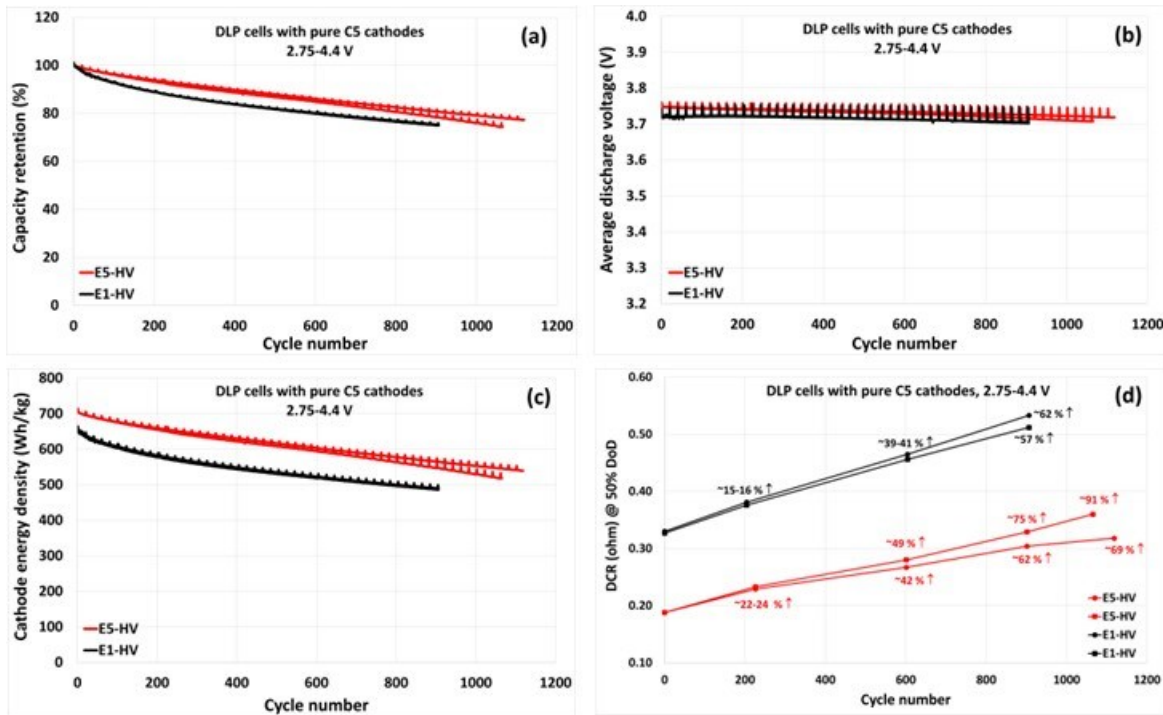 DLP cells with pure C5 cathodes
2.75-4.4 V
(a)
120
100
80
60
40
20
0
Capacity retention (%)
E5-HV
E1-HV
0 200 400 600 800 1000 1200
Cycle number
DLP cells with pure C5 cathodes
2.75-4.4 V
(b)
4.0
3.9
3.8
3.7
3.6
3.5
3.4
3.3
3.2
Average discharge voltage (V)
E5-HV
E1-HV
0 200 400 600 800 1000 1200
Cycle number
DLP cells with pure C5 cathodes
2.75-4.4 V
(c)
800
700
600
500
400
300
200
100
0
Cathode energy density (Wh/kg)
E5-HV
E1-HV
0 200 400 600 800 1000 1200
Cycle number
DLP cells with pure C5 cathodes, 2.75-4.4 V
(d)
0.60
0.50
0.40
0.30
0.20
0.10
DCR (ohm) @ 50% DoD
~62 % ↑
~39-41 % ↑
~57 % ↑
~15-16 % ↑
~91 % ↑
~75 % ↑
~49 % ↑
~62 % ↑
~69 % ↑
~42 % ↑
~22-24 % ↑
E5-HV
E5-HV
E1-HV
E1-HV
0 200 400 600 800 1000 1200
Cycle number